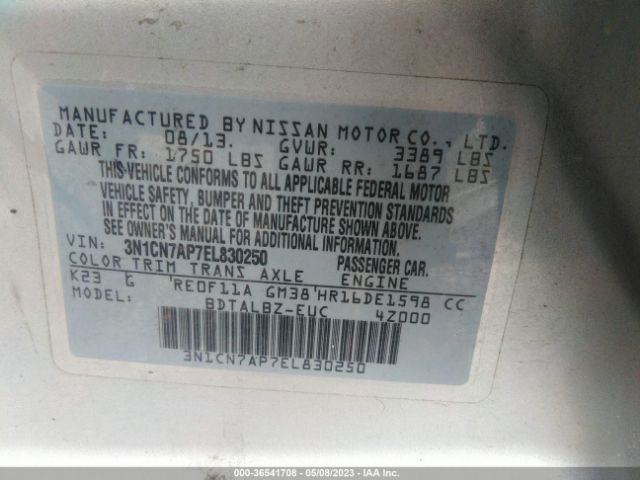 MANUFACTURED BY NISSAN MOTOR CO., LTD.
DATE: 08/13. GVWR: 3389 LBS
GAWR FR: 1750 LBS GAWR RR: 1687 LBS
THIS VEHICLE CONFORMS TO ALL APPLICABLE FEDERAL MOTOR
VEHICLE SAFETY, BUMPER AND THEFT PREVENTION STANDARDS
IN EFFECT ON THE DATE OF MANUFACTURE SHOWN ABOVE.
SEE OWNER'S MANUAL FOR ADDITIONAL INFORMATION.
VIN: 3N1CN7AP7EL830250 PASSENGER CAR.
COLOR TRIM TRANS AXLE ENGINE
K23 G RE0F11A GM38 HR16DE1598 CC
MODEL: BDTALBZ-EUC 4Z000
3N1CN7AP7EL830250
000-36541708 - 05/08/2023 - IAA Inc.